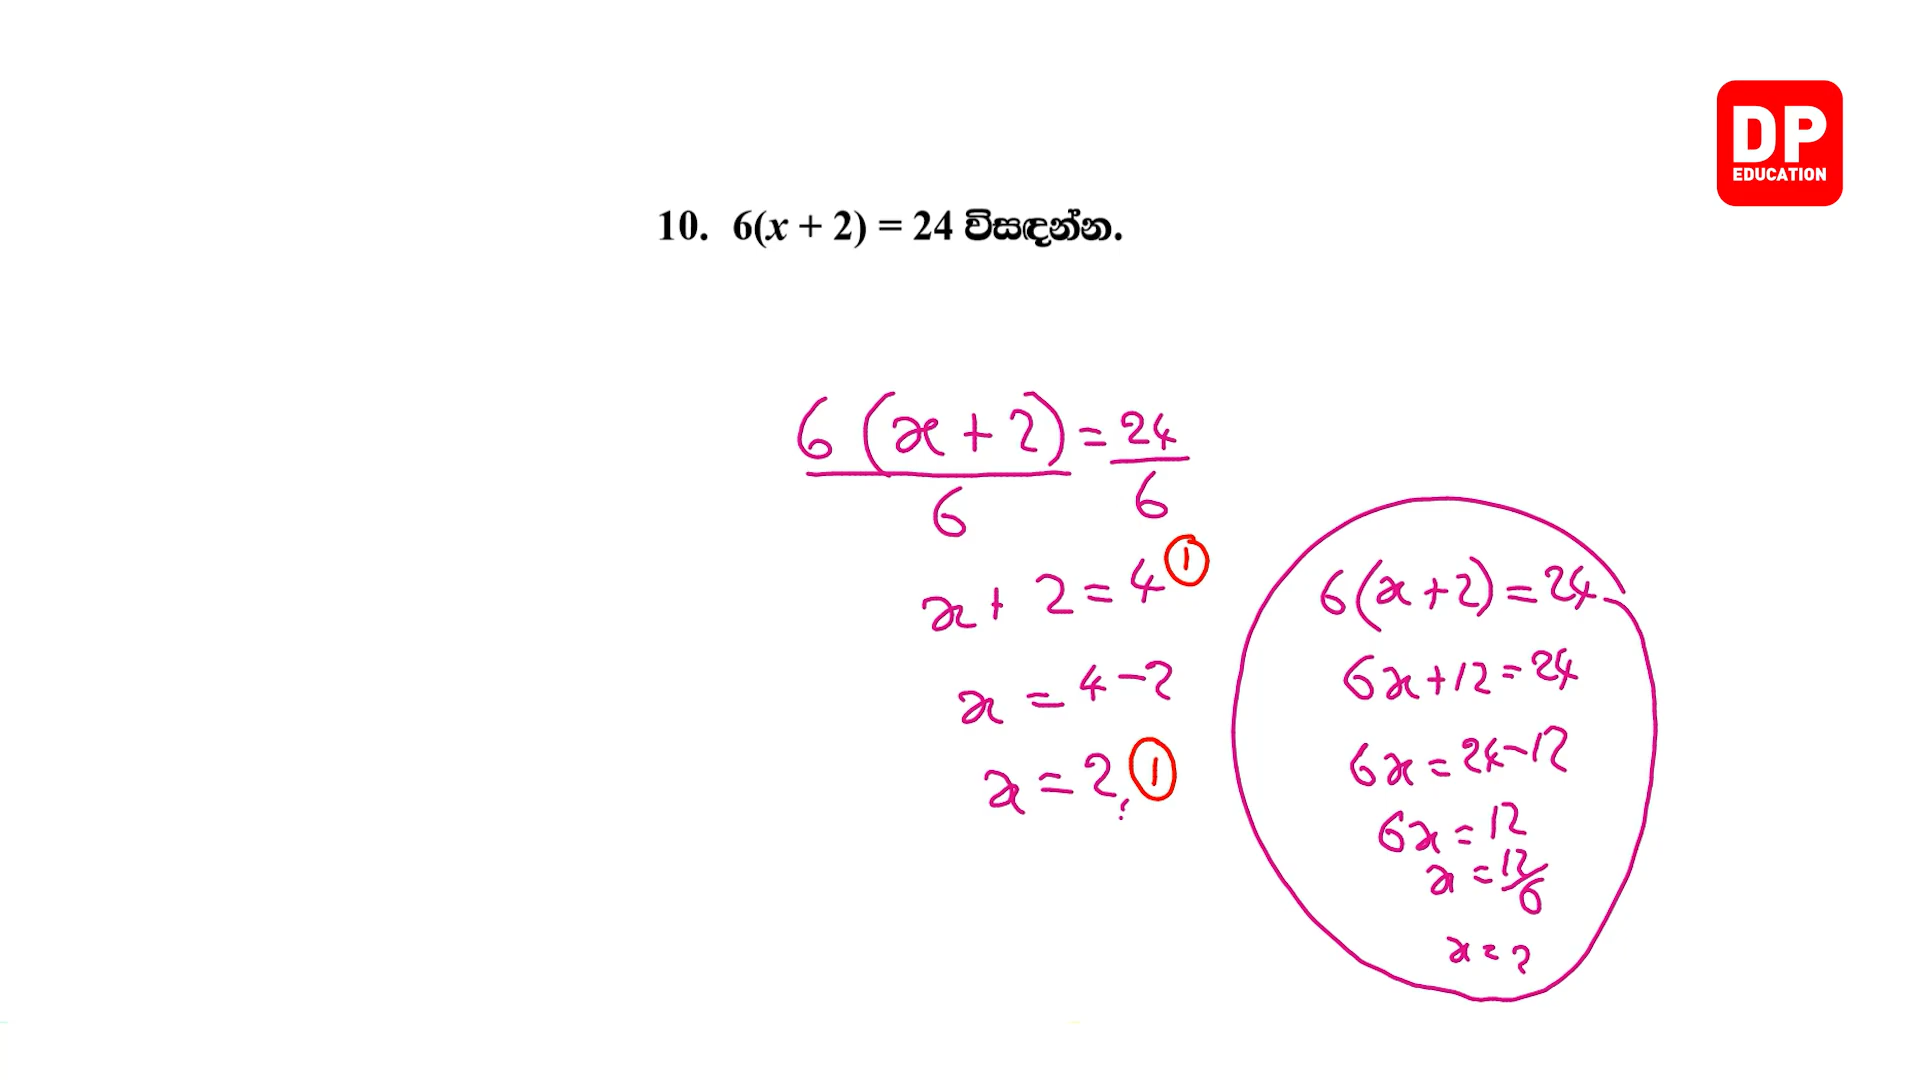 DP
EDUCATION
10. 6(x + 2) = 24 විසඳන්න.
6 (x + 2) = 24
6 6
x + 2 = 4 ①
x = 4 - 2
x = 2 ①
6(x+2) = 24
6x+12 = 24
6x = 24-12
6x = 12
x = 12/6
x = 2